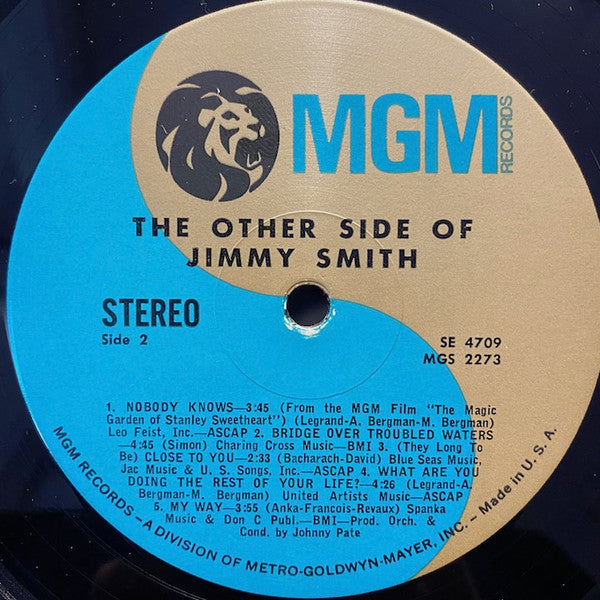 MGM
RECORDS
THE OTHER SIDE OF
JIMMY SMITH
STEREO
Side 2
SE 4709
MGS 2273
1. NOBODY KNOWS—3:45 (From the MGM Film "The Magic
Garden of Stanley Sweetheart") (Legrand-A. Bergman-M. Bergman)
Leo Feist, Inc.—ASCAP 2. BRIDGE OVER TROUBLED WATERS
—4:45 (Simon) Charing Cross Music—BMI 3. (They Long To
Be) CLOSE TO YOU—2:33 (Bacharach-David) Blue Seas Music,
Jac Music & U. S. Songs, Inc.—ASCAP 4. WHAT ARE YOU
DOING THE REST OF YOUR LIFE?—4:26 (Legrand-A.
Bergman-M. Bergman) United Artists Music—ASCAP
5. MY WAY—3:55 (Anka-Francois-Revaux) Spanka
Music & Don C Publ.—BMI—Prod. Orch. &
Cond. by Johnny Pate
MGM RECORDS – A DIVISION OF METRO-GOLDWYN-MAYER, INC. – Made in U. S. A.